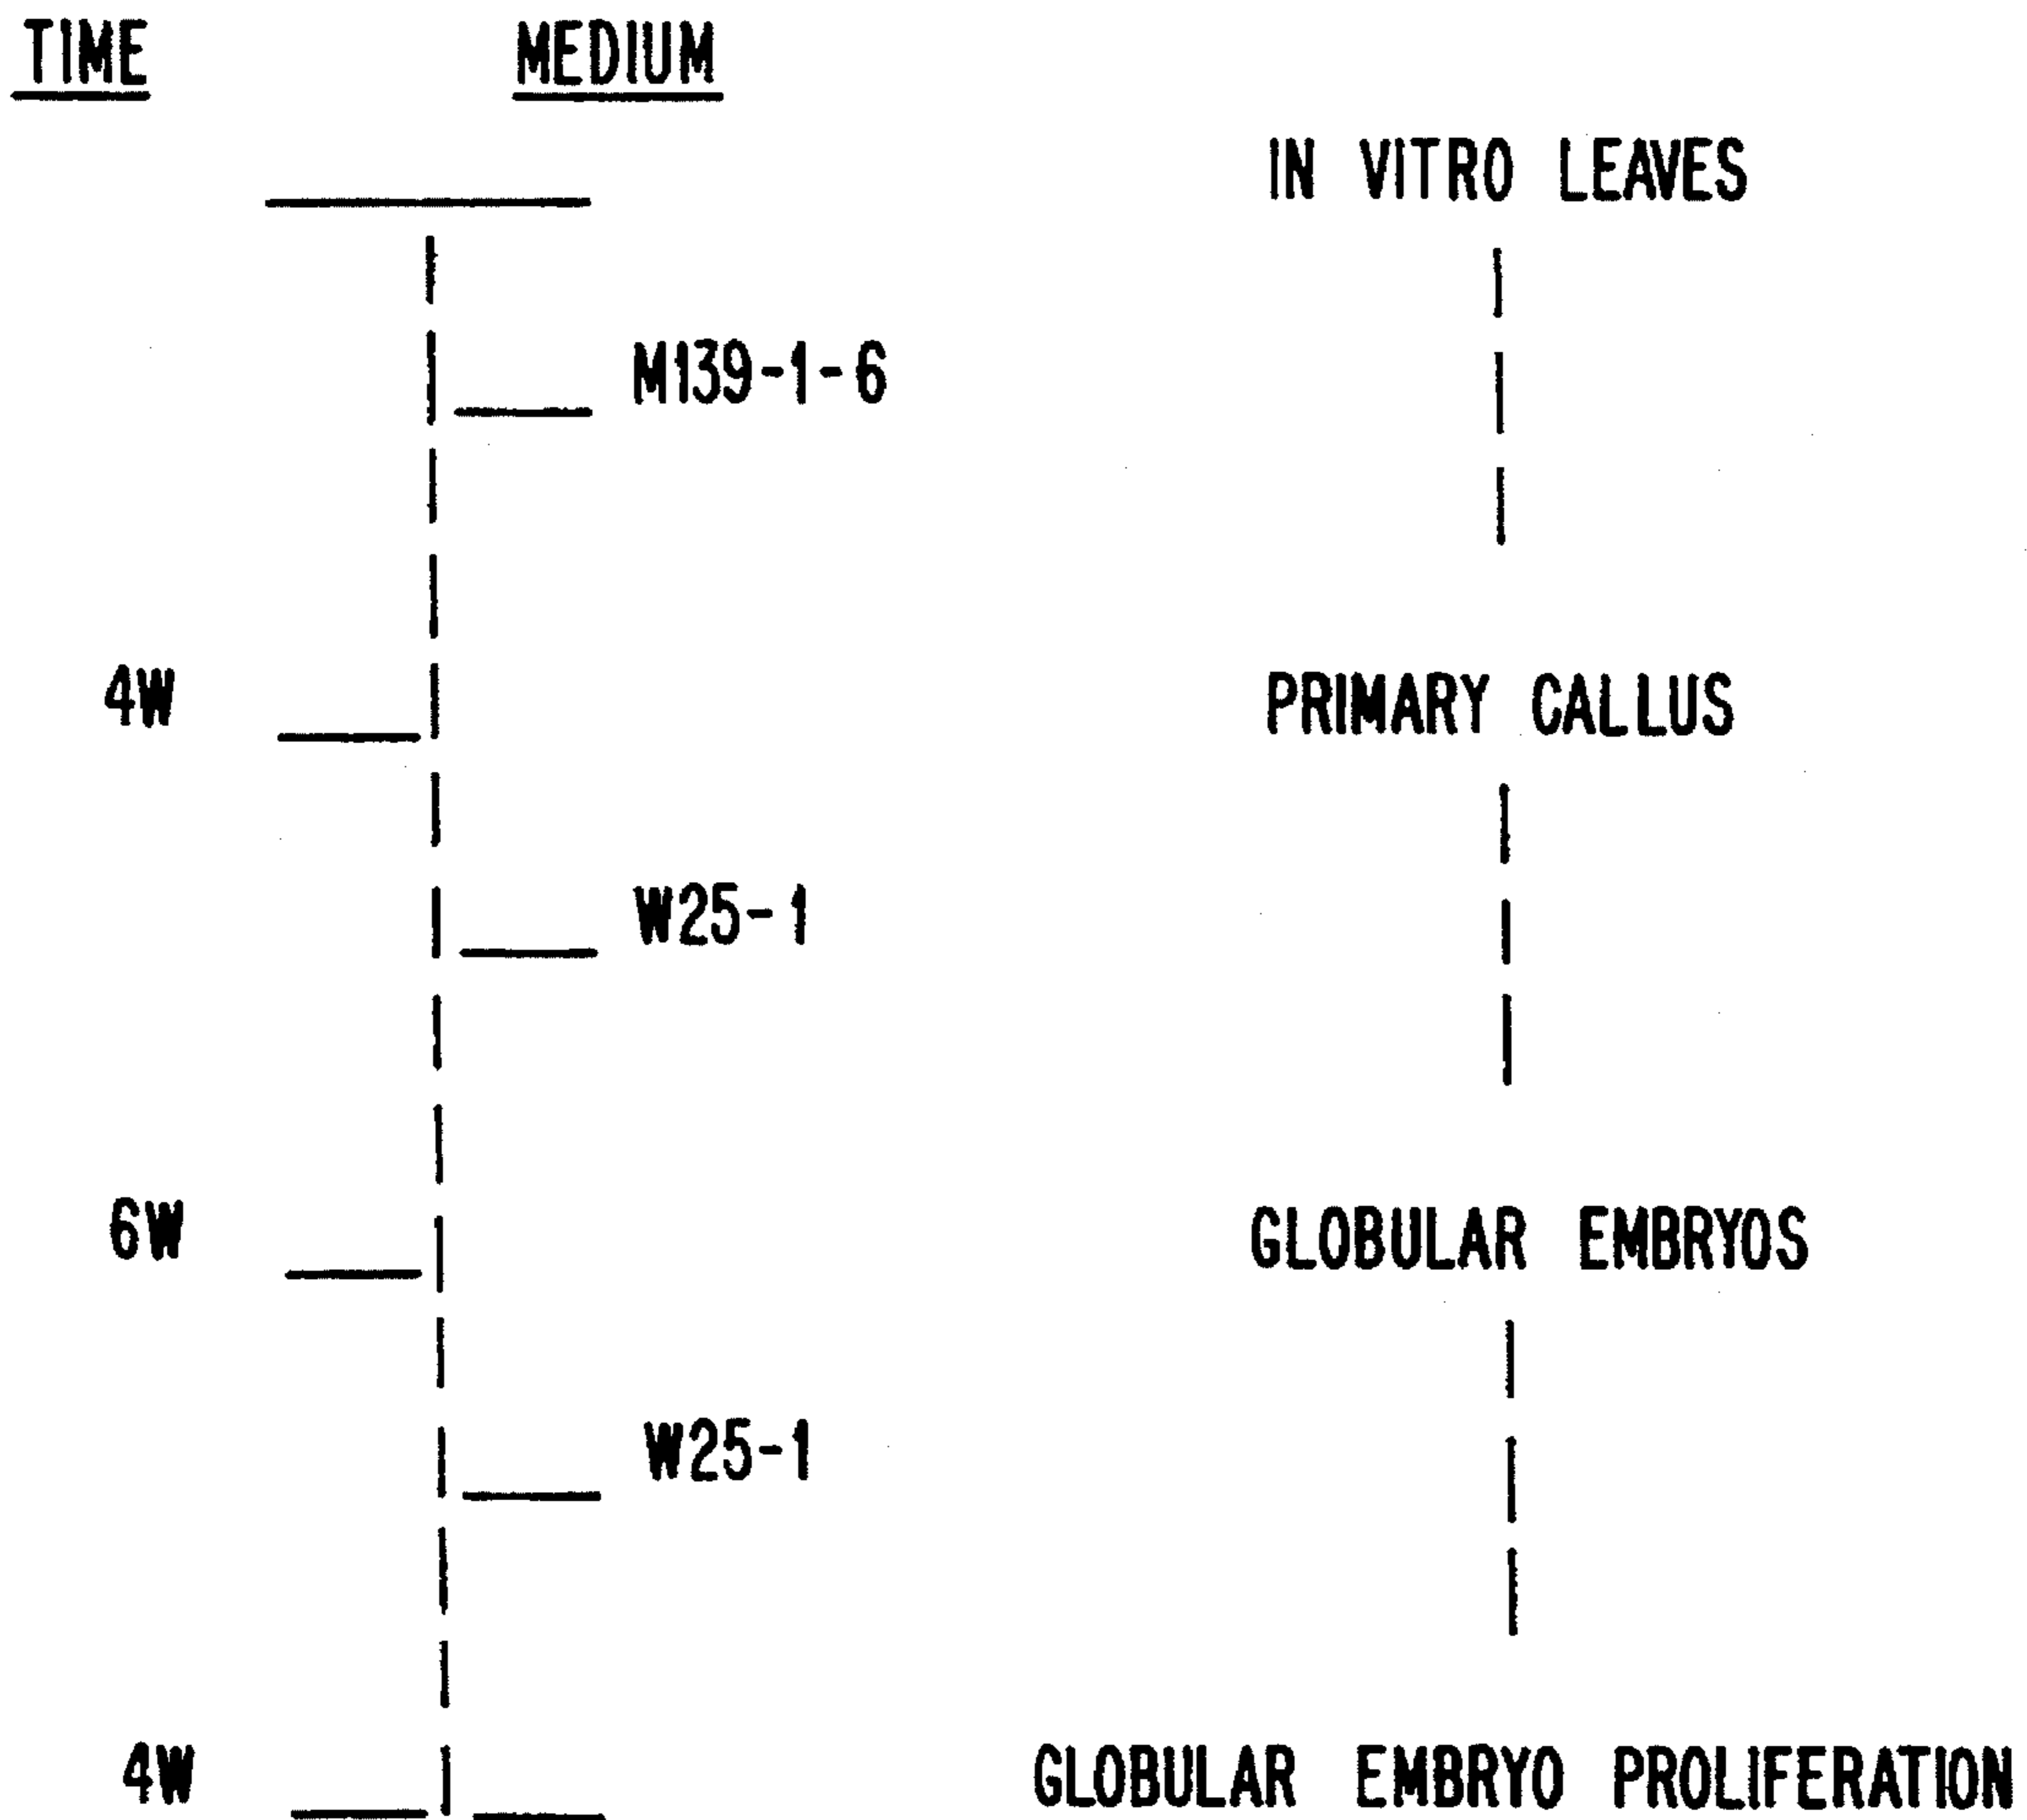 TIME MEDIUM
IN VITRO LEAVES
M139-1-6
4W PRIMARY CALLUS
W25-1
6W GLOBULAR EMBRYOS
W25-1
4W GLOBULAR EMBRYO PROLIFERATION